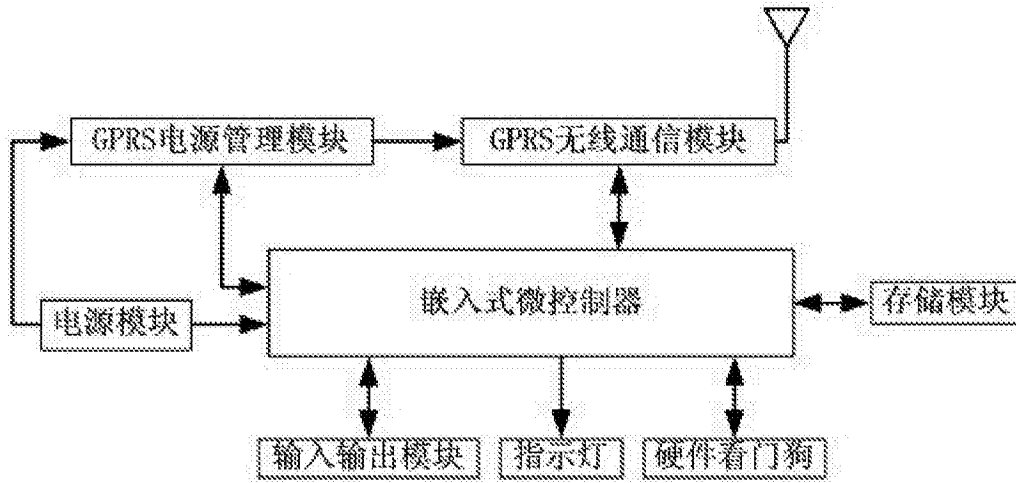 GPRS电源管理模块
GPRS无线通信模块
嵌入式微控制器
电源模块
存储模块
输入输出模块
指示灯
硬件看门狗